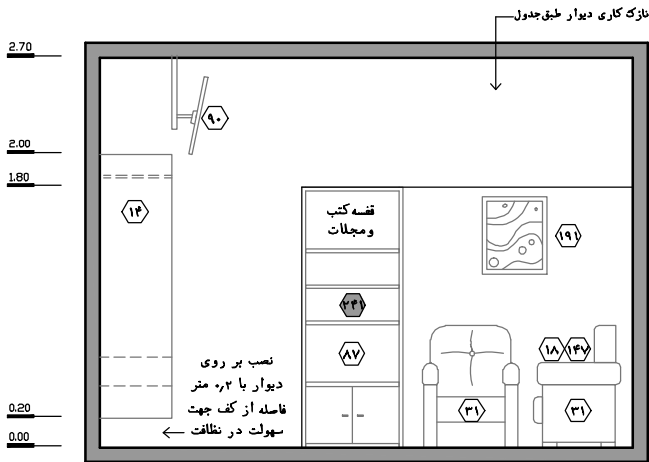 نازک کاری دیوار طبق جدول
2.70
۹۰
2.00
1.80
۱۴
قفسه کتب
و مجلات
۱۹۱
۲۴۱
۸۷
۱۸
۱۴۷
نصب بر روی
دیوار با ۰٫۲ متر
فاصله از کف جهت
سهولت در نظافت
۳۱
۳۱
0.20
0.00